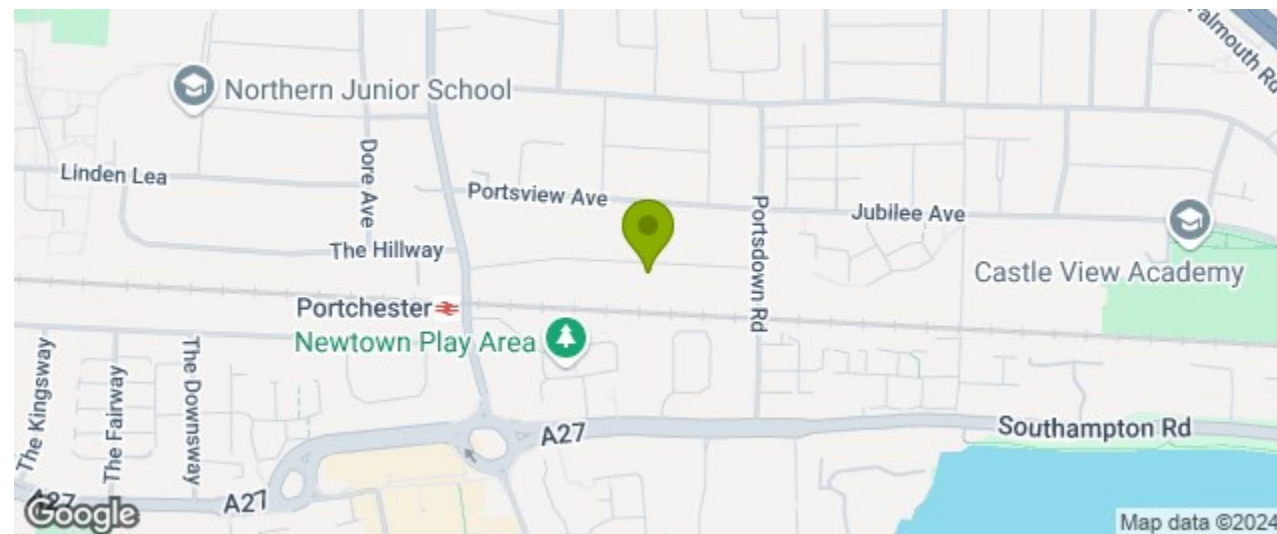 Falmouth Rd
Northern Junior School
Dore Ave
Linden Lea
Portsview Ave
Portsdown Rd
Jubilee Ave
The Hillway
Castle View Academy
Portchester
Newtown Play Area
The Kingsway
The Fairway
The Downsway
A27
Southampton Rd
A27
A27
Google
Map data ©2024